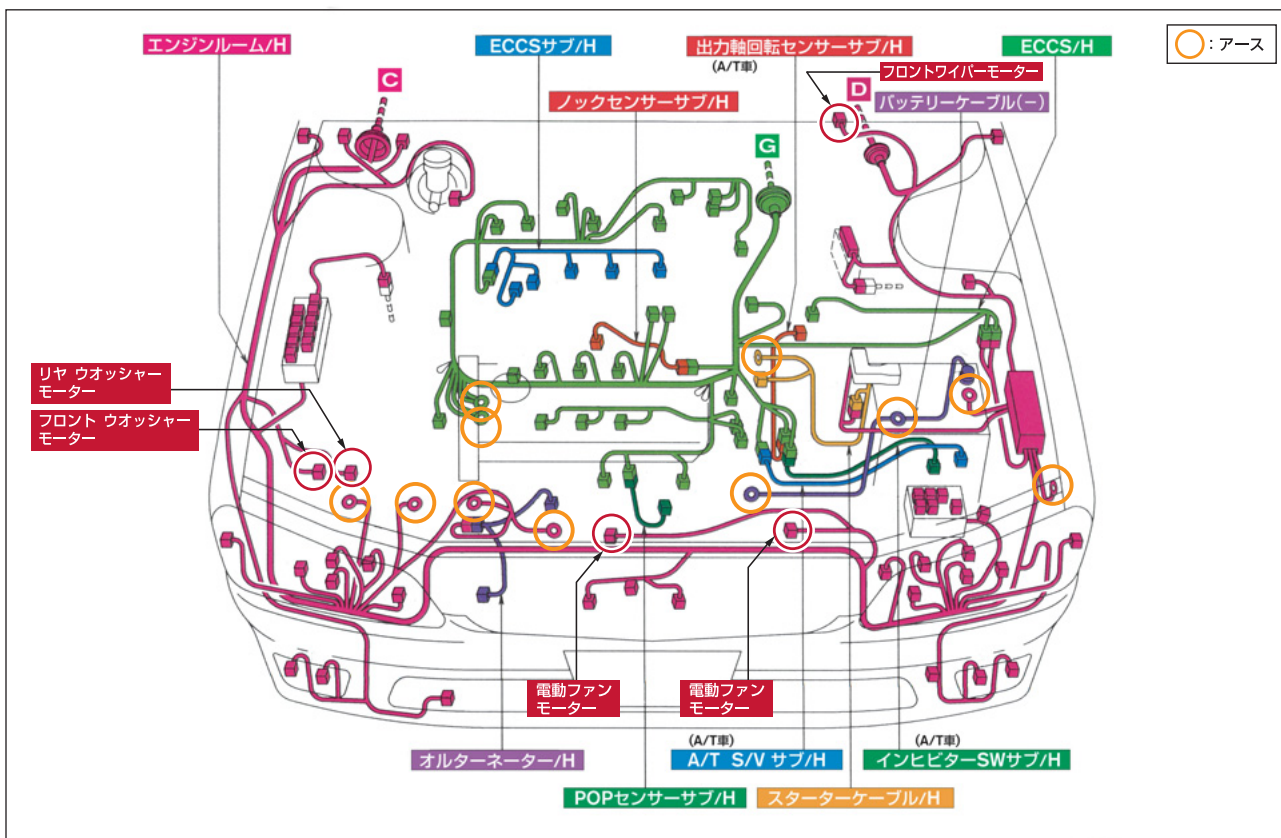 エンジンルーム/H
ECCSサブ/H
出力軸回転センサーサブ/H
(A/T車)
ECCS/H
：アース
フロントワイパーモーター
C
ノックセンサーサブ/H
D
バッテリーケーブル(−)
G
リヤ ウオッシャー
モーター
フロント ウオッシャー
モーター
電動ファン
モーター
電動ファン
モーター
オルターネーター/H
(A/T車)
A/T S/V サブ/H
(A/T車)
インヒビターSWサブ/H
POPセンサーサブ/H
スターターケーブル/H